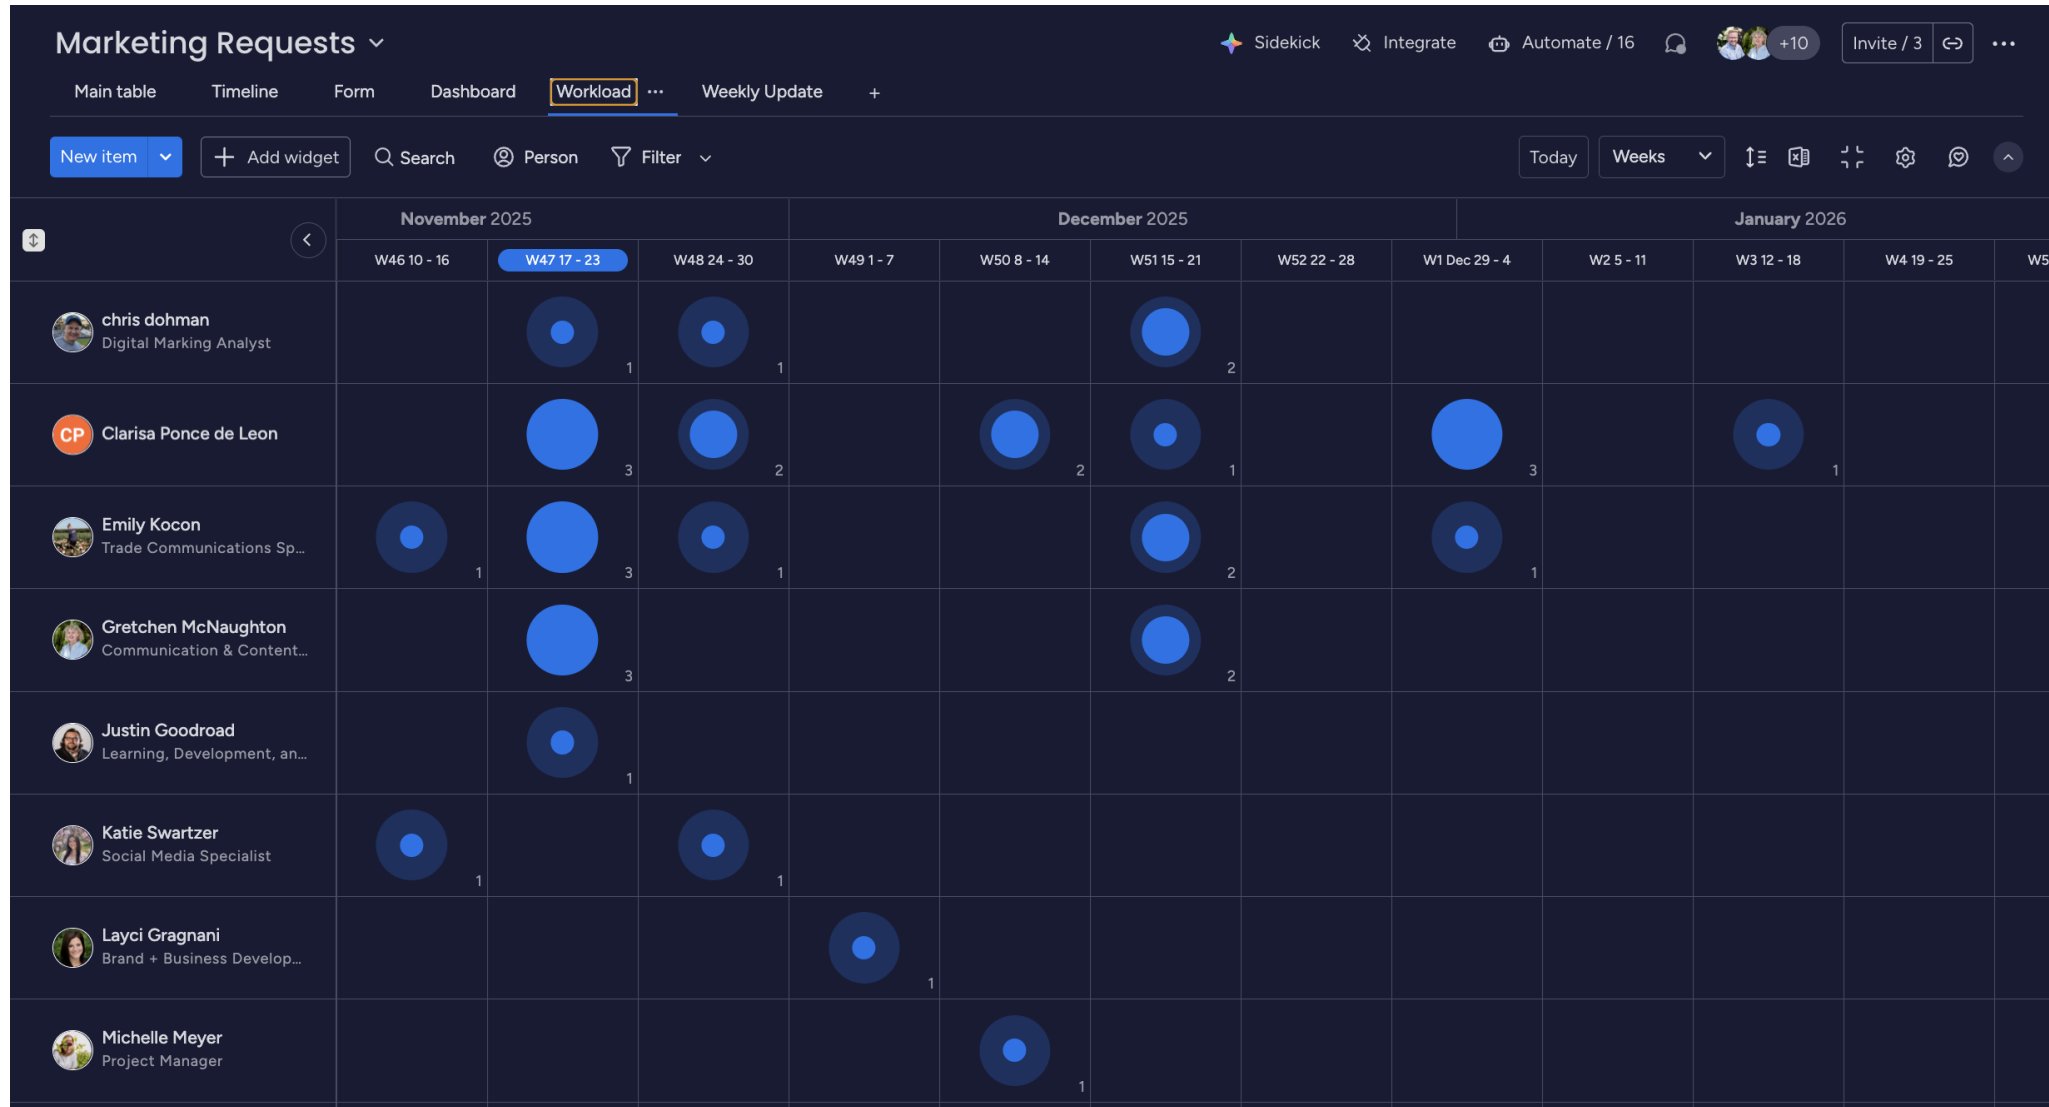 Marketing Requests
Sidekick
Integrate
Automate / 16
+10
Invite / 3
Main table
Timeline
Form
Dashboard
Workload
Weekly Update
New item
Add widget
Search
Person
Filter
Today
Weeks
November 2025
December 2025
January 2026
W46 10 - 16
W47 17 - 23
W48 24 - 30
W49 1 - 7
W50 8 - 14
W51 15 - 21
W52 22 - 28
W1 Dec 29 - 4
W2 5 - 11
W3 12 - 18
W4 19 - 25
W5
chris dohman
Digital Marking Analyst
1
1
2
CP
Clarisa Ponce de Leon
3
2
2
1
3
1
Emily Kocon
Trade Communications Sp...
1
3
1
2
1
Gretchen McNaughton
Communication & Content...
3
2
Justin Goodroad
Learning, Development, an...
1
Katie Swartzer
Social Media Specialist
1
1
Layci Gragnani
Brand + Business Develop...
1
Michelle Meyer
Project Manager
1